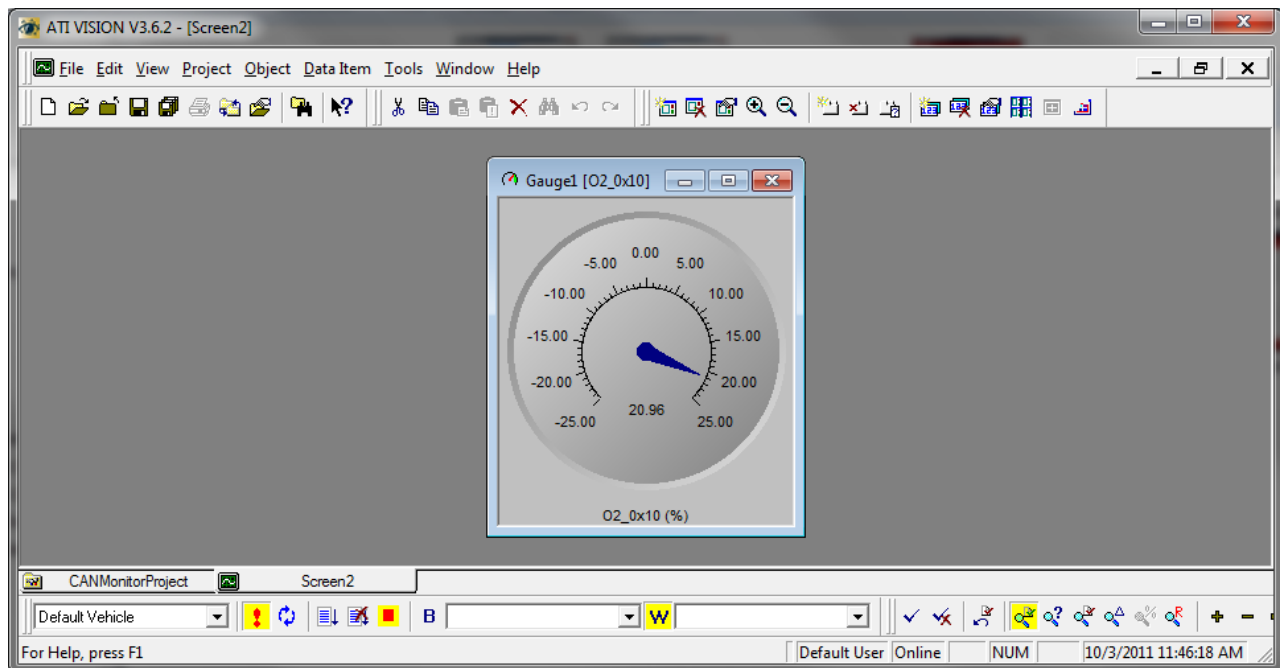 ATI VISION V3.6.2 - [Screen2]
File Edit View Project Object Data Item Tools Window Help
Gauge1 [O2_0x10]
0.00
-5.00 5.00
-10.00 10.00
-15.00 15.00
-20.00 20.00
20.96
-25.00 25.00
O2_0x10 (%)
CANMonitorProject Screen2
Default Vehicle B W
For Help, press F1 Default User Online NUM 10/3/2011 11:46:18 AM